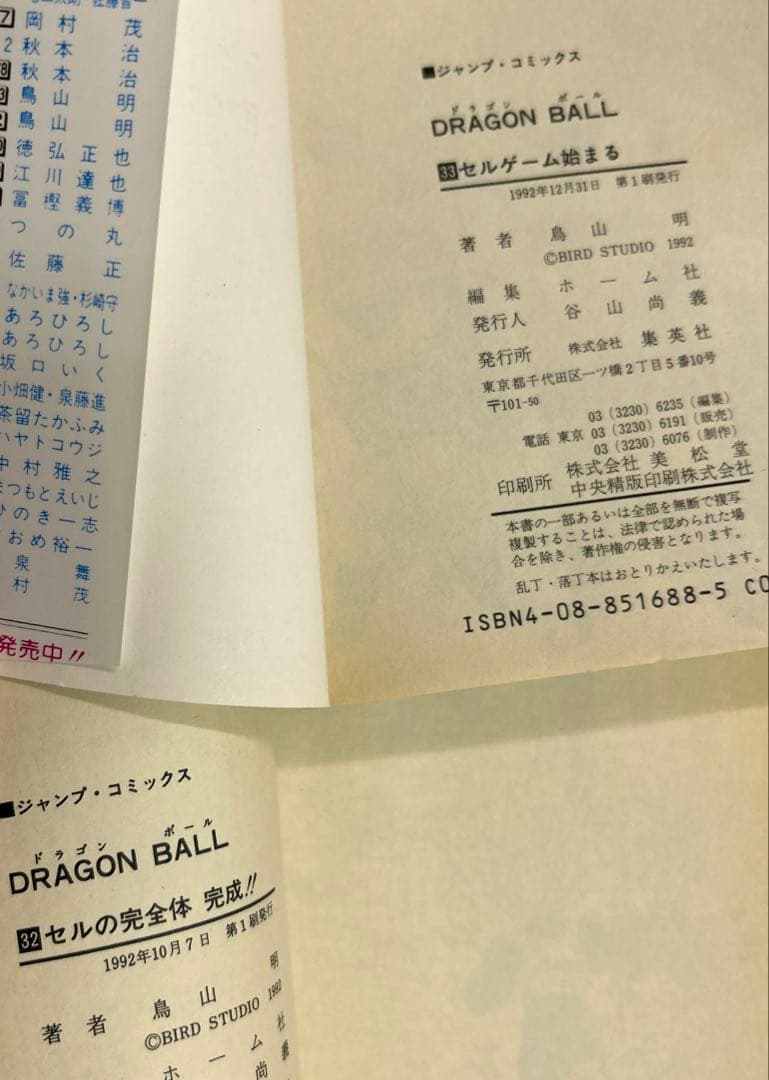 7 岡村 茂
2 秋本 治
秋本 治
鳥山 明
鳥山 明
徳弘正也
江川達也
冨樫義博
つの丸
佐藤 正
なかいま強・杉崎守
あろひろし
あろひろし
坂口いく
小畑健・泉藤進
茶留たかふみ
ハヤトコウジ
中村雅之
まつもとえいじ
ひのき一志
おめ裕一
泉 舞
村 茂
発売中!!
■ジャンプ・コミックス
ドラゴン ボール
DRAGON BALL
33 セルゲーム始まる
1992年12月31日 第1刷発行
著者 鳥山 明
©BIRD STUDIO 1992
編集 ホーム社
発行人 谷山尚義
発行所 株式会社 集英社
東京都千代田区一ツ橋2丁目5番10号
〒101-50
03 (3230) 6235 (編集)
電話 東京 03 (3230) 6191 (販売)
03 (3230) 6076 (制作)
印刷所 株式会社 美松堂
中央精版印刷株式会社
本書の一部あるいは全部を無断で複写
複製することは、法律で認められた場
合を除き、著作権の侵害となります。
乱丁・落丁本はおとりかえいたします。
ISBN4-08-851688-5 C0
■ジャンプ・コミックス
ドラゴン ボール
DRAGON BALL
32 セルの完全体 完成!!
1992年10月7日 第1刷発行
著者 鳥山 明
©BIRD STUDIO
ホーム社
尚義